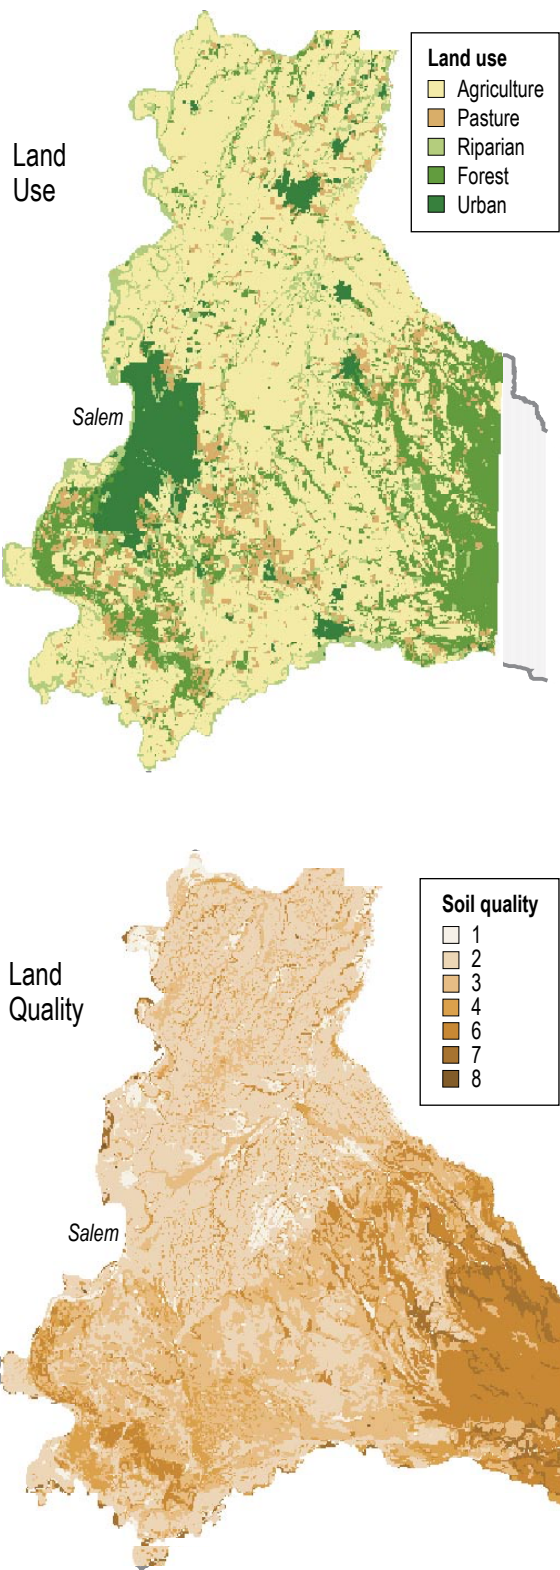 Land
Use
Land use
Agriculture
Pasture
Riparian
Forest
Urban
Salem
Land
Quality
Soil quality
1
2
3
4
6
7
8
Salem